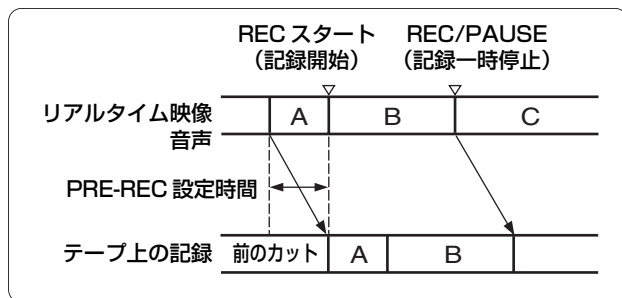 REC スタート REC/PAUSE
(記録開始) (記録一時停止)
リアルタイム映像 A B C
音声
PRE-REC 設定時間
テープ上の記録 前のカット A B